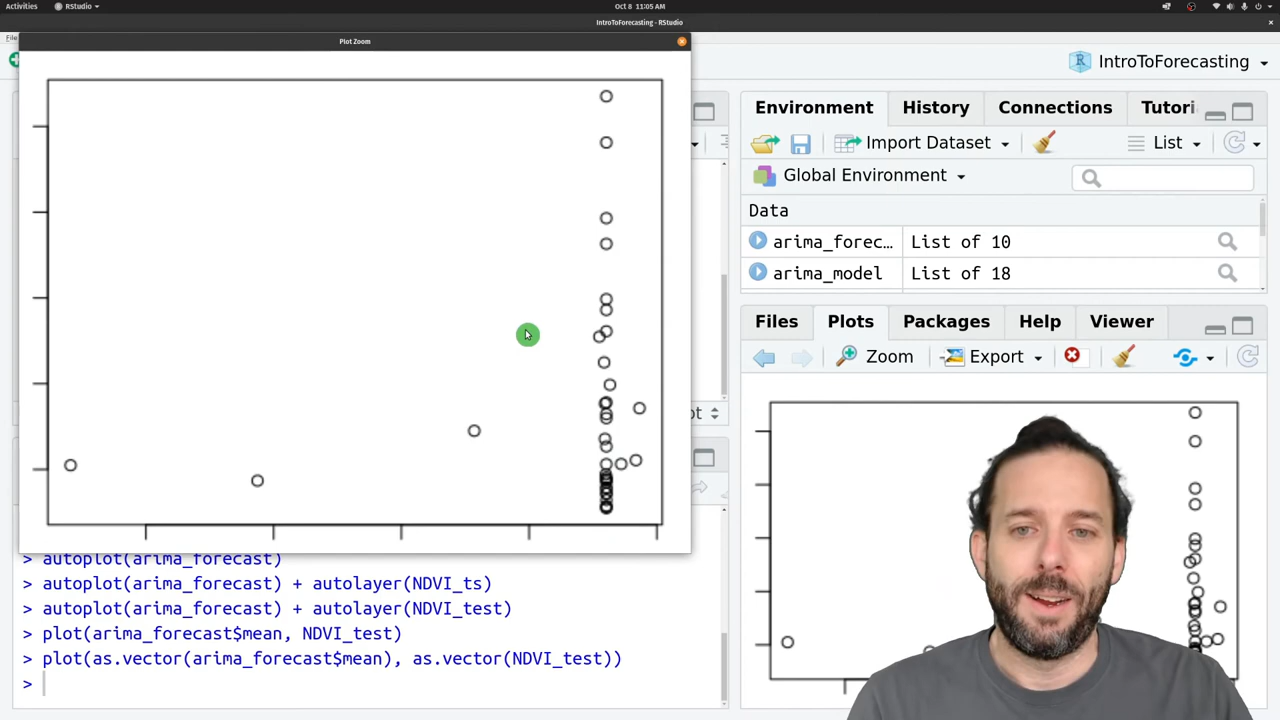 Activities
RStudio
Oct 8 11:05 AM
IntroToForecasting - RStudio
Plot Zoom
IntroToForecasting
Environment
History
Connections
Tutori
Import Dataset
List
Global Environment
Data
arima_forec… List of 10
arima_model List of 18
Files
Plots
Packages
Help
Viewer
Zoom
Export
> autoplot(arima_forecast)
> autoplot(arima_forecast) + autolayer(NDVI_ts)
> autoplot(arima_forecast) + autolayer(NDVI_test)
> plot(arima_forecast$mean, NDVI_test)
> plot(as.vector(arima_forecast$mean), as.vector(NDVI_test))
>